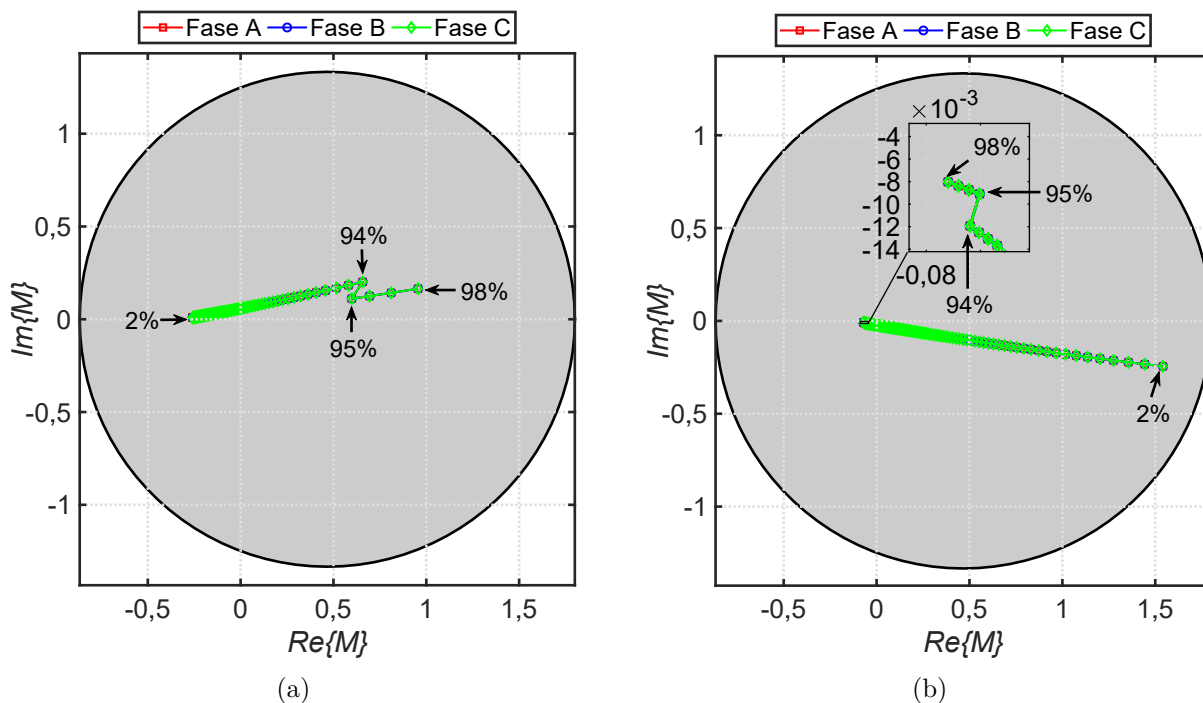 Fase A Fase B Fase C
1
0,5
0
-0,5
-1
Im{M}
94%
98%
2%
95%
-0,5 0 0,5 1 1,5
Re{M}
(a)
Fase A Fase B Fase C
1
0,5
0
-0,5
-1
Im{M}
×10-3
-4
-6
-8
-10
-12
-14
98%
95%
-0,08
94%
2%
-0,5 0 0,5 1 1,5
Re{M}
(b)